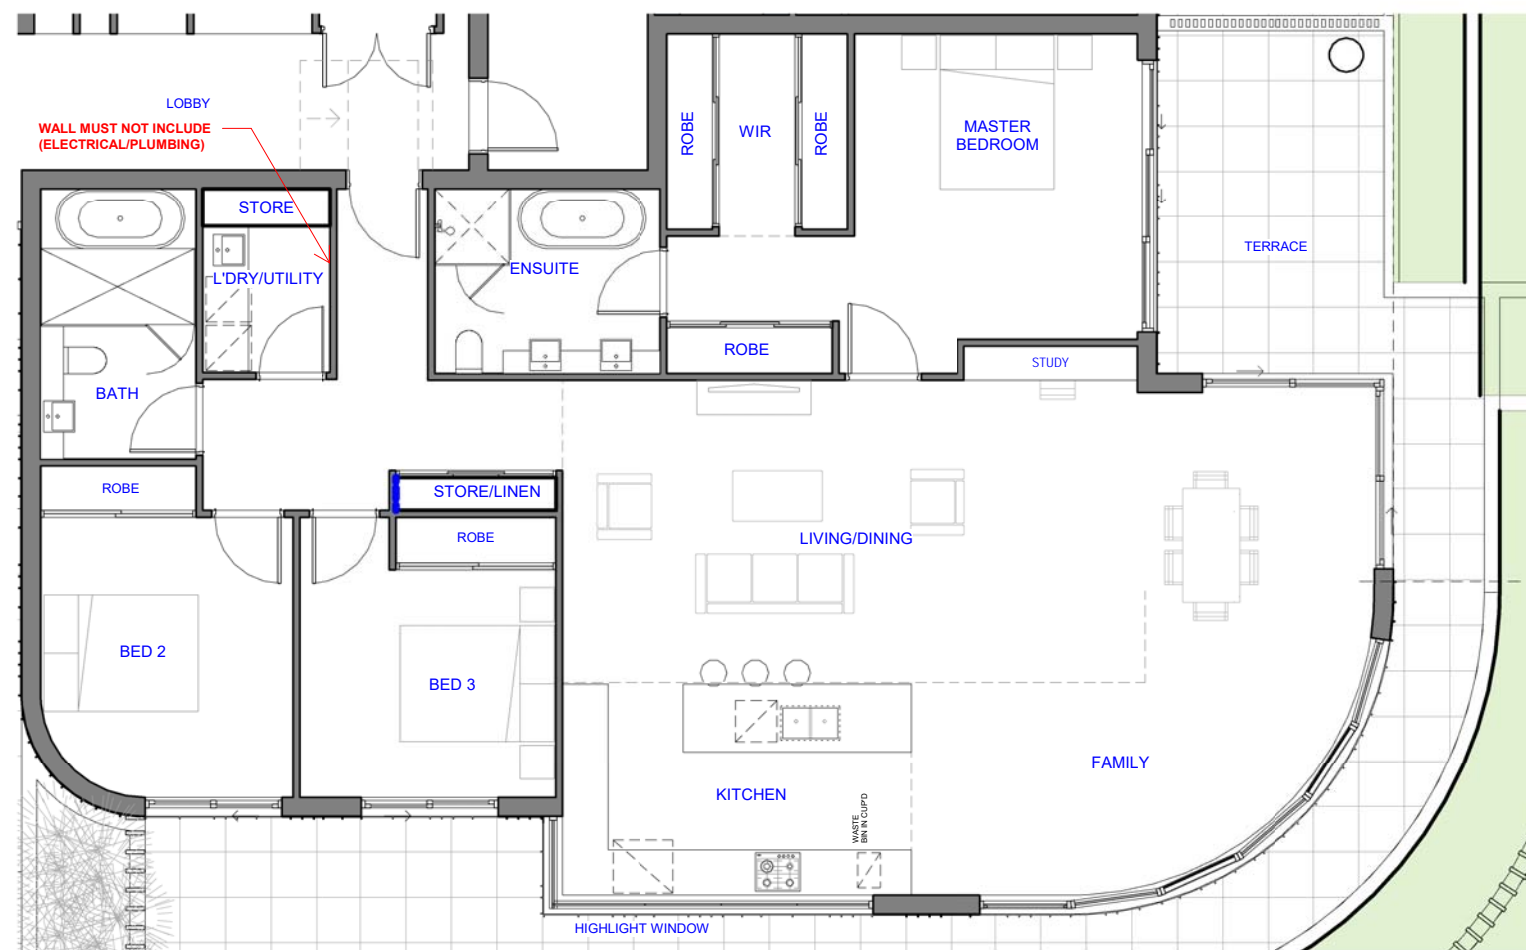 LOBBY
WALL MUST NOT INCLUDE
(ELECTRICAL/PLUMBING)
ROBE
WIR
ROBE
MASTER
BEDROOM
STORE
TERRACE
L'DRY/UTILITY
ENSUITE
ROBE
STUDY
BATH
ROBE
STORE/LINEN
ROBE
LIVING/DINING
BED 2
BED 3
FAMILY
KITCHEN
WASTE
BIN IN CUP'D
HIGHLIGHT WINDOW